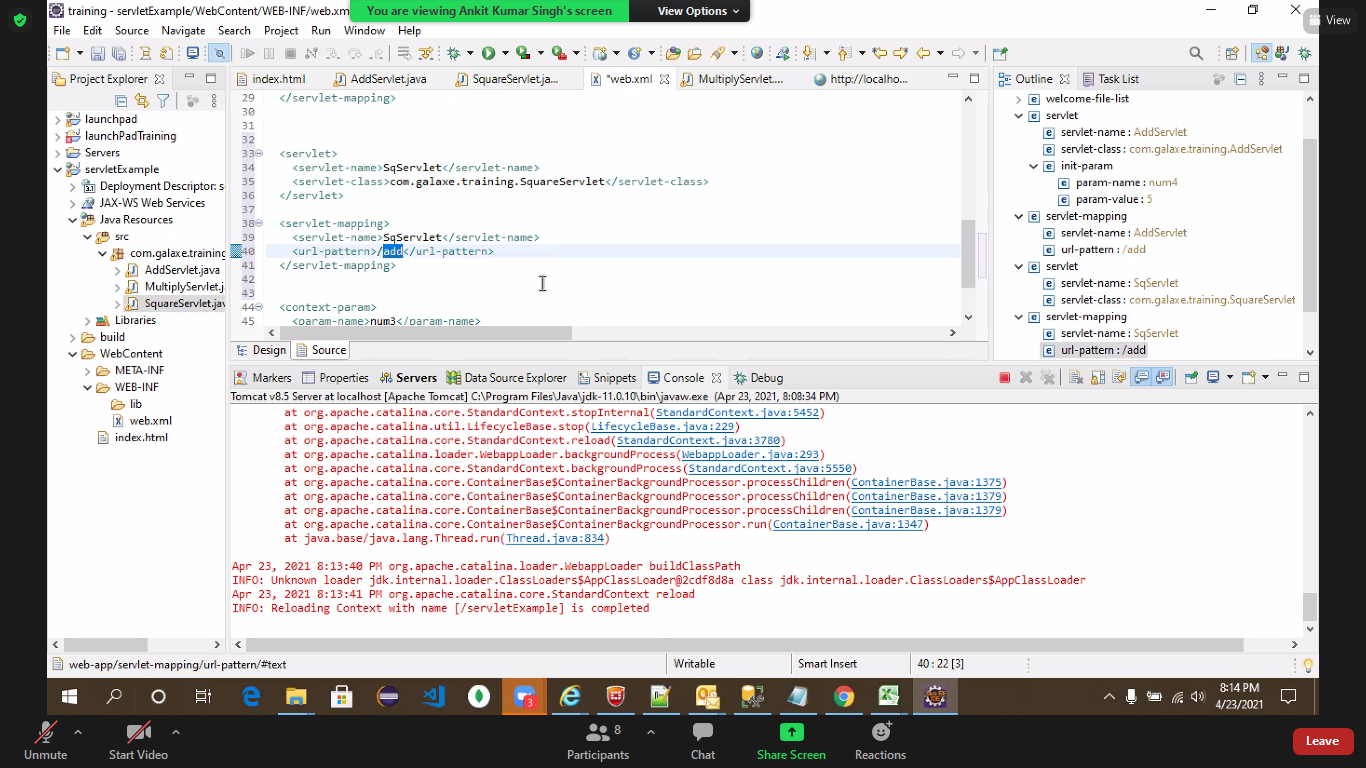 training - servletExample/WebContent/WEB-INF/web.xm
You are viewing Ankit Kumar Singh's screen
View Options
View
File Edit Source Navigate Search Project Run Window Help
Project Explorer
index.html
AddServlet.java
SquareServlet.ja...
*web.xml
MultiplyServlet....
http://localho...
Outline
Task List
launchpad
launchPadTraining
Servers
servletExample
Deployment Descriptor: s
JAX-WS Web Services
Java Resources
src
com.galaxe.training
AddServlet.java
MultiplyServlet.j
SquareServlet.ja
Libraries
build
WebContent
META-INF
WEB-INF
lib
web.xml
index.html
29 </servlet-mapping>
30
31
32
33 <servlet>
34 <servlet-name>SqServlet</servlet-name>
35 <servlet-class>com.galaxe.training.SquareServlet</servlet-class>
36 </servlet>
37
38 <servlet-mapping>
39 <servlet-name>SqServlet</servlet-name>
40 <url-pattern>/add</url-pattern>
41 </servlet-mapping>
42
43
44 <context-param>
45 <param-name>num3</param-name>
Design
Source
welcome-file-list
servlet
servlet-name : AddServlet
servlet-class : com.galaxe.training.AddServlet
init-param
param-name : num4
param-value : 5
servlet-mapping
servlet-name : AddServlet
url-pattern : /add
servlet
servlet-name : SqServlet
servlet-class : com.galaxe.training.SquareServlet
servlet-mapping
servlet-name : SqServlet
url-pattern : /add
Markers
Properties
Servers
Data Source Explorer
Snippets
Console
Debug
Tomcat v8.5 Server at localhost [Apache Tomcat] C:\Program Files\Java\jdk-11.0.10\bin\javaw.exe (Apr 23, 2021, 8:08:34 PM)
at org.apache.catalina.core.StandardContext.stopInternal(StandardContext.java:5452)
at org.apache.catalina.util.LifecycleBase.stop(LifecycleBase.java:229)
at org.apache.catalina.core.StandardContext.reload(StandardContext.java:3780)
at org.apache.catalina.loader.WebappLoader.backgroundProcess(WebappLoader.java:293)
at org.apache.catalina.core.StandardContext.backgroundProcess(StandardContext.java:5550)
at org.apache.catalina.core.ContainerBase$ContainerBackgroundProcessor.processChildren(ContainerBase.java:1375)
at org.apache.catalina.core.ContainerBase$ContainerBackgroundProcessor.processChildren(ContainerBase.java:1379)
at org.apache.catalina.core.ContainerBase$ContainerBackgroundProcessor.processChildren(ContainerBase.java:1379)
at org.apache.catalina.core.ContainerBase$ContainerBackgroundProcessor.run(ContainerBase.java:1347)
at java.base/java.lang.Thread.run(Thread.java:834)
Apr 23, 2021 8:13:40 PM org.apache.catalina.loader.WebappLoader buildClassPath
INFO: Unknown loader jdk.internal.loader.ClassLoaders$AppClassLoader@2cdf8d8a class jdk.internal.loader.ClassLoaders$AppClassLoader
Apr 23, 2021 8:13:41 PM org.apache.catalina.core.StandardContext reload
INFO: Reloading Context with name [/servletExample] is completed
web-app/servlet-mapping/url-pattern/#text
Writable
Smart Insert
40 : 22 [3]
3
8:14 PM
4/23/2021
Unmute
Start Video
Participants
8
Chat
Share Screen
Reactions
Leave